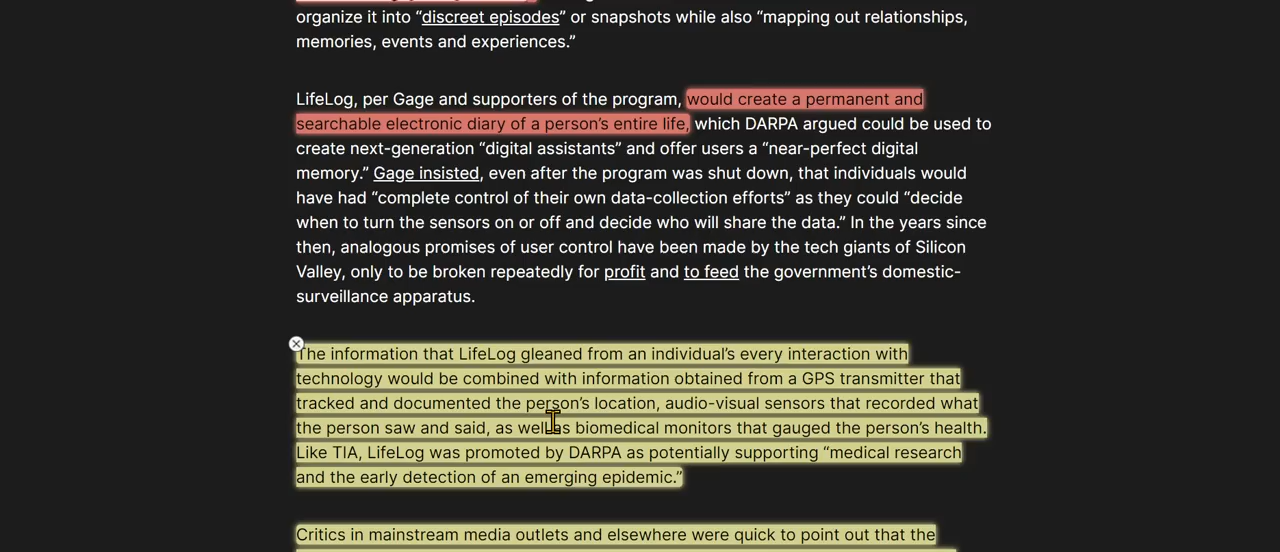 organize it into “discreet episodes” or snapshots while also “mapping out relationships,
memories, events and experiences.”
LifeLog, per Gage and supporters of the program, would create a permanent and
searchable electronic diary of a person’s entire life, which DARPA argued could be used to
create next-generation “digital assistants” and offer users a “near-perfect digital
memory.” Gage insisted, even after the program was shut down, that individuals would
have had “complete control of their own data-collection efforts” as they could “decide
when to turn the sensors on or off and decide who will share the data.” In the years since
then, analogous promises of user control have been made by the tech giants of Silicon
Valley, only to be broken repeatedly for profit and to feed the government’s domestic-
surveillance apparatus.
The information that LifeLog gleaned from an individual’s every interaction with
technology would be combined with information obtained from a GPS transmitter that
tracked and documented the person’s location, audio-visual sensors that recorded what
the person saw and said, as well as biomedical monitors that gauged the person’s health.
Like TIA, LifeLog was promoted by DARPA as potentially supporting “medical research
and the early detection of an emerging epidemic.”
Critics in mainstream media outlets and elsewhere were quick to point out that the